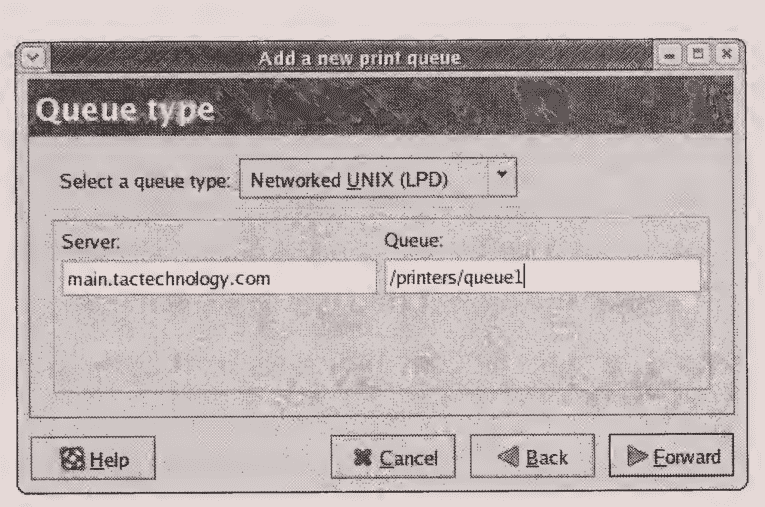 Add a new print queue
Queue type
Select a queue type: Networked UNIX (LPD)
Server: Queue:
main.tactechnology.com /printers/queue1
Help Cancel Back Forward